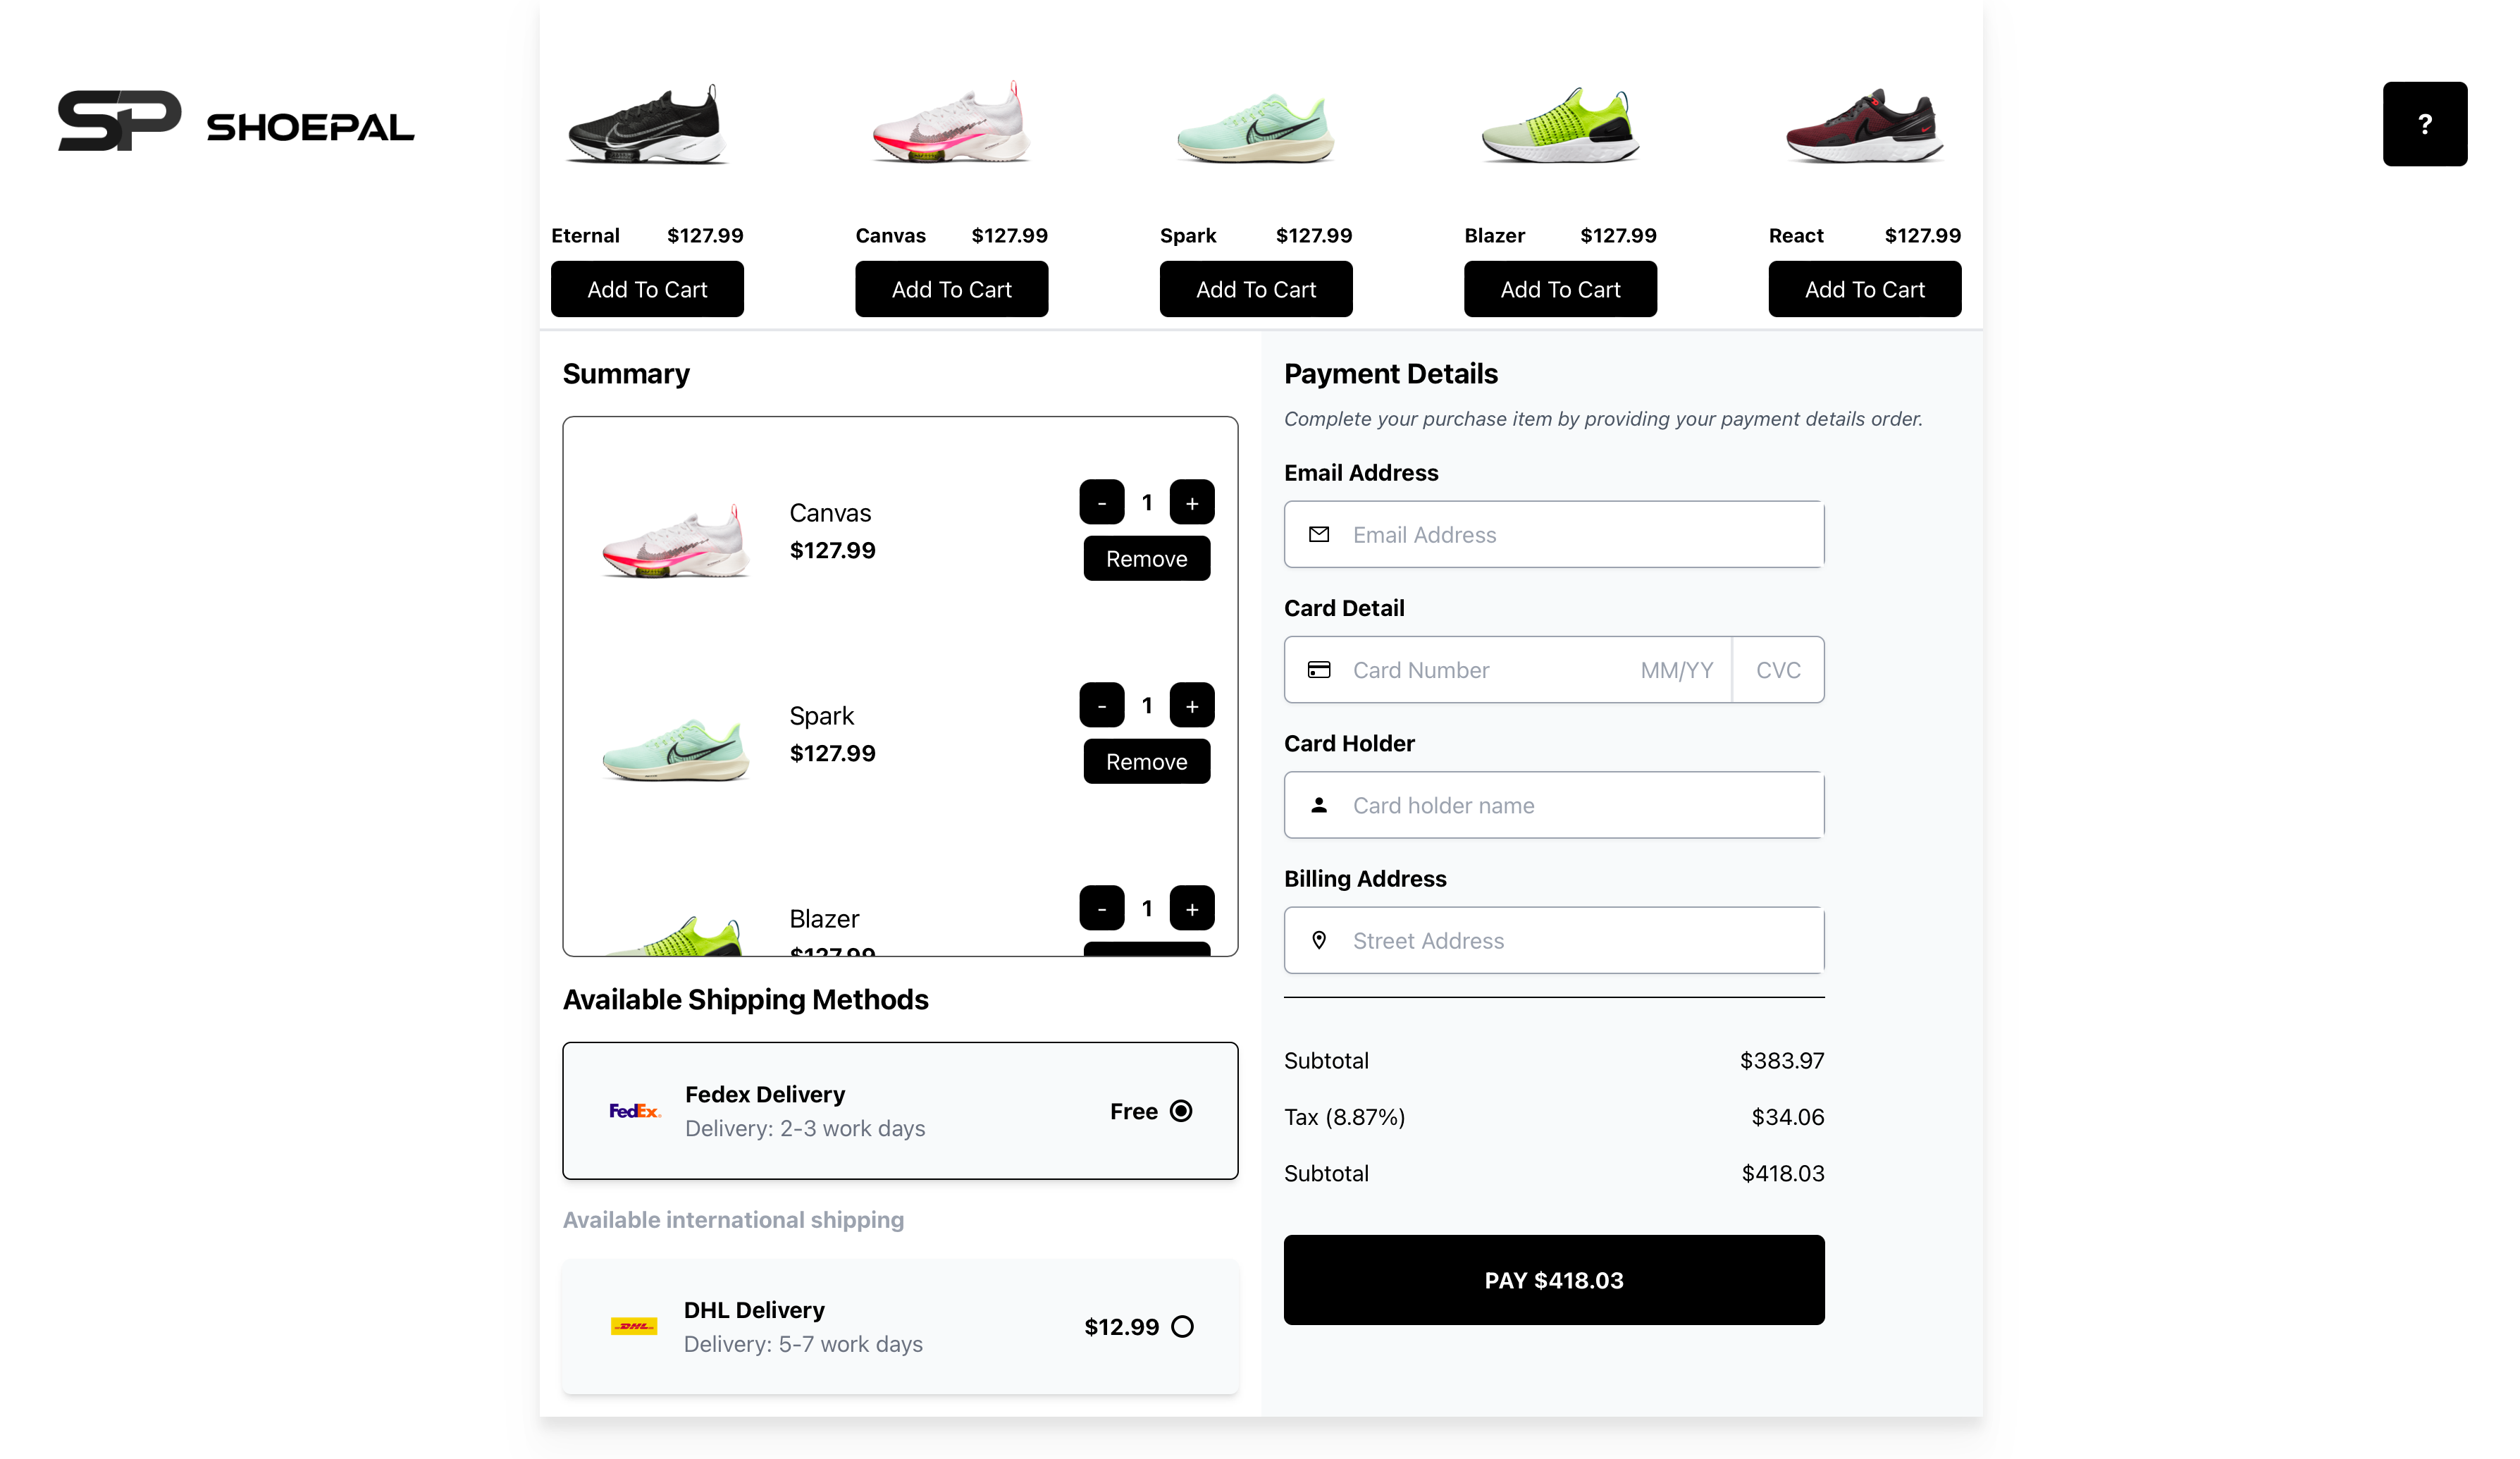 SP SHOEPAL
?
Eternal $127.99
Canvas $127.99
Spark $127.99
Blazer $127.99
React $127.99
Add To Cart
Add To Cart
Add To Cart
Add To Cart
Add To Cart
Summary
Canvas
$127.99
- 1 +
Remove
Spark
$127.99
- 1 +
Remove
Blazer
$127.99
- 1 +
Available Shipping Methods
FedEx
Fedex Delivery
Delivery: 2-3 work days
Free
Available international shipping
DHL
DHL Delivery
Delivery: 5-7 work days
$12.99
Payment Details
Complete your purchase item by providing your payment details order.
Email Address
Email Address
Card Detail
Card Number MM/YY CVC
Card Holder
Card holder name
Billing Address
Street Address
Subtotal $383.97
Tax (8.87%) $34.06
Subtotal $418.03
PAY $418.03